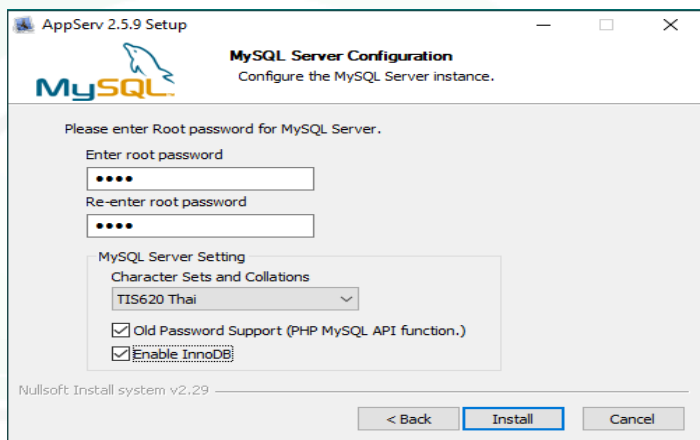 AppServ 2.5.9 Setup
MySQL
MySQL Server Configuration
Configure the MySQL Server instance.
Please enter Root password for MySQL Server.
Enter root password
••••
Re-enter root password
••••
MySQL Server Setting
Character Sets and Collations
TIS620 Thai
Old Password Support (PHP MySQL API function.)
Enable InnoDB
Nullsoft Install system v2.29
< Back Install Cancel